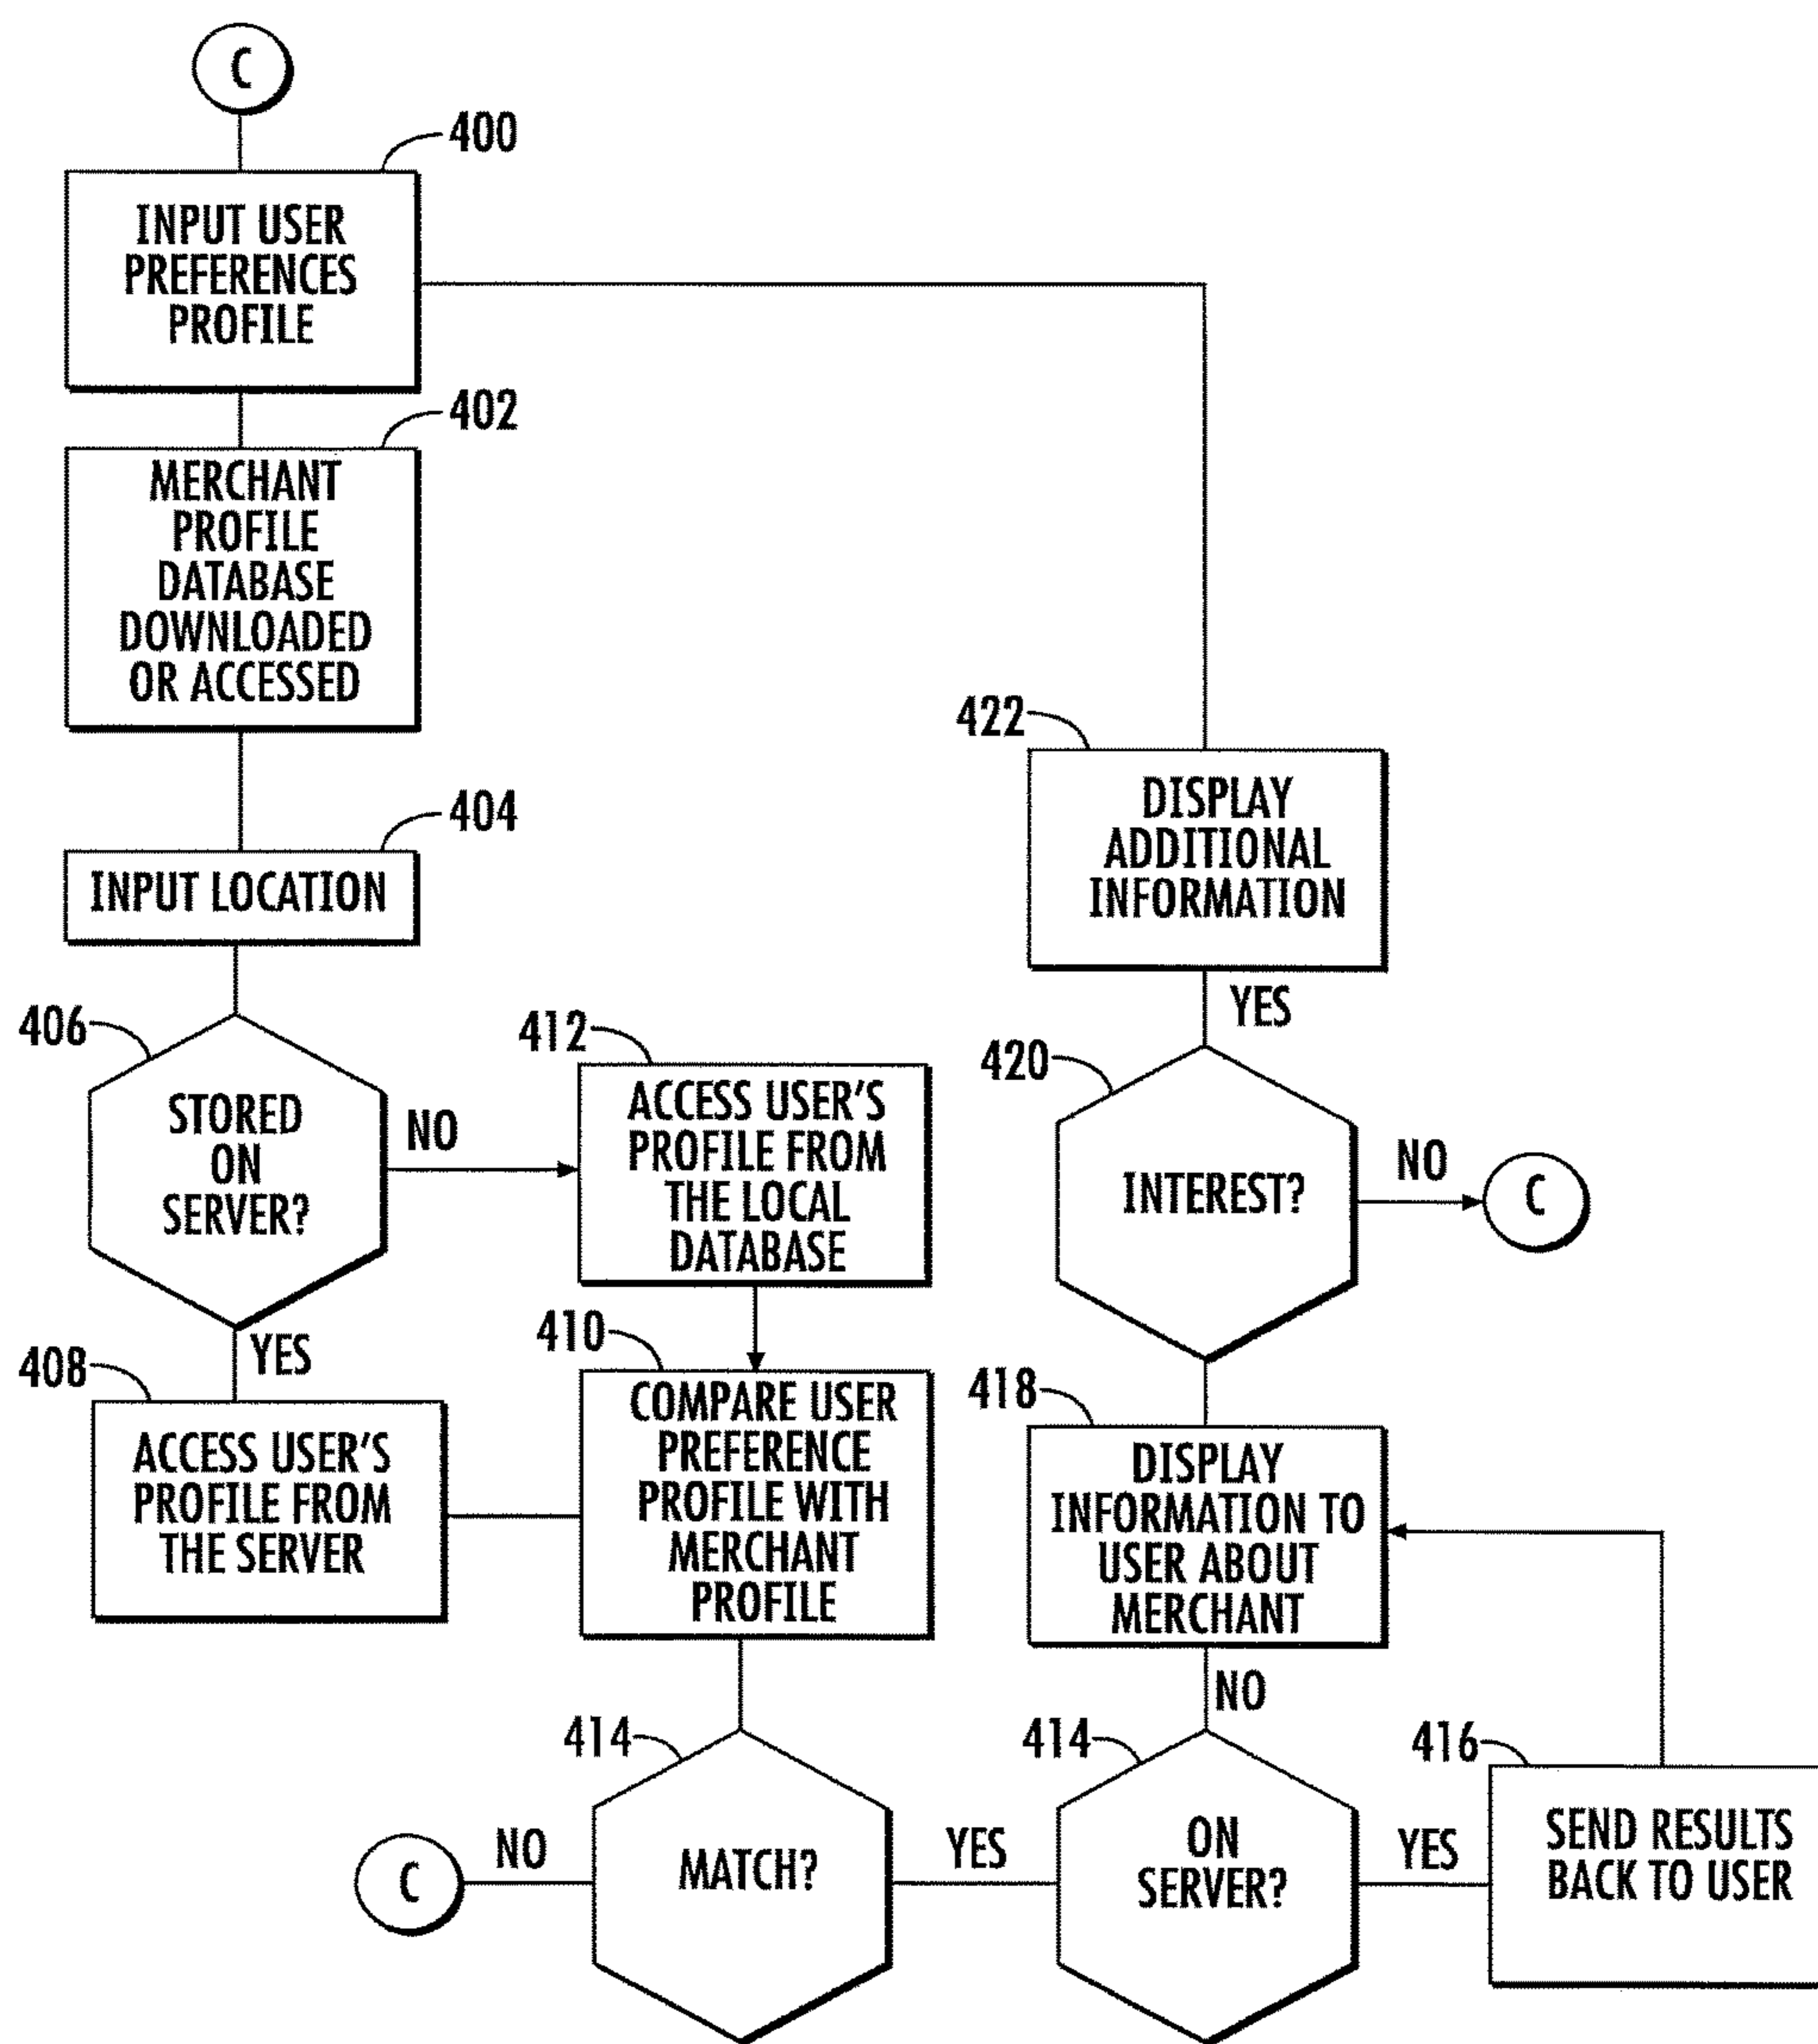 C
400
INPUT USER
PREFERENCES
PROFILE
402
MERCHANT
PROFILE
DATABASE
DOWNLOADED
OR ACCESSED
404
INPUT LOCATION
406
STORED
ON
SERVER?
NO
YES
412
ACCESS USER'S
PROFILE FROM
THE LOCAL
DATABASE
408
ACCESS USER'S
PROFILE FROM
THE SERVER
410
COMPARE USER
PREFERENCE
PROFILE WITH
MERCHANT
PROFILE
414
MATCH?
NO
C
YES
414
ON
SERVER?
YES
416
SEND RESULTS
BACK TO USER
NO
418
DISPLAY
INFORMATION TO
USER ABOUT
MERCHANT
420
INTEREST?
NO
C
YES
422
DISPLAY
ADDITIONAL
INFORMATION